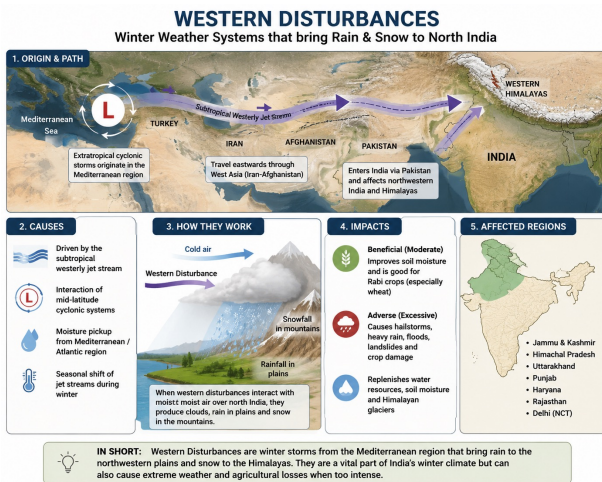 WESTERN DISTURBANCES
Winter Weather Systems that bring Rain & Snow to North India
1. ORIGIN & PATH
L
Mediterranean
Sea
TURKEY
Subtropical Westerly Jet Stream
IRAN
AFGHANISTAN
PAKISTAN
WESTERN
HIMALAYAS
INDIA
Extratropical cyclonic
storms originate in the
Mediterranean region
Travel eastwards through
West Asia (Iran-Afghanistan)
Enters India via Pakistan
and affects northwestern
India and Himalayas
2. CAUSES
Driven by the
subtropical
westerly jet stream
L
Interaction of
mid-latitude
cyclonic systems
Moisture pickup
from Mediterranean /
Atlantic region
Seasonal shift of
jet streams during
winter
3. HOW THEY WORK
Cold air
Western Disturbance
Snowfall
in mountains
Rainfall in
plains
When western disturbances interact with
moistt moist air over north India, they
produce clouds, rain in plains and snow
in the mountains.
4. IMPACTS
Beneficial (Moderate)
Improves soil moisture
and is good for
Rabi crops (especially
wheat)
Adverse (Excessive)
Causes hailstorms,
heavy rain, floods,
landslides and
crop damage
Replenishes water
resources, soil moisture
and Himalayan
glaciers
5. AFFECTED REGIONS
• Jammu & Kashmir
• Himachal Pradesh
• Uttarakhand
• Punjab
• Haryana
• Rajasthan
• Delhi (NCT)
IN SHORT: Western Disturbances are winter storms from the Mediterranean region that bring rain to the
northwestern plains and snow to the Himalayas. They are a vital part of India's winter climate but can
also cause extreme weather and agricultural losses when too intense.